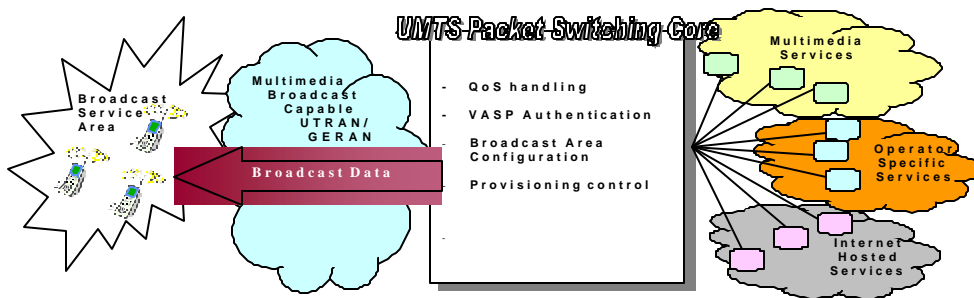 UMTS Packet Switching Core
Broadcast
Service
Area
Multimedia
Broadcast
Capable
UTRAN/
GERAN
Broadcast Data
- QoS handling
- VASP Authentication
- Broadcast Area
Configuration
- Provisioning control
-
Multimedia
Services
Operator
Specific
Services
Internet
Hosted
Services